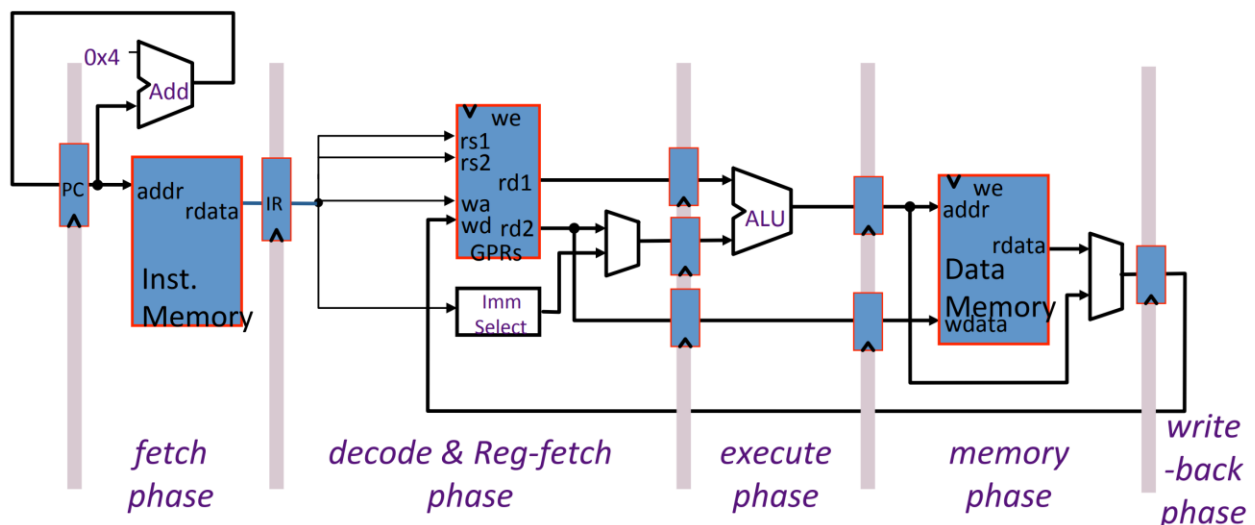 0x4
Add
PC
addr
rdata
Inst.
Memory
IR
we
rs1
rs2
rd1
wa
wd
rd2
GPRs
Imm
Select
ALU
we
addr
rdata
Data
Memory
wdata
fetch
phase
decode & Reg-fetch
phase
execute
phase
memory
phase
write
-back
phase